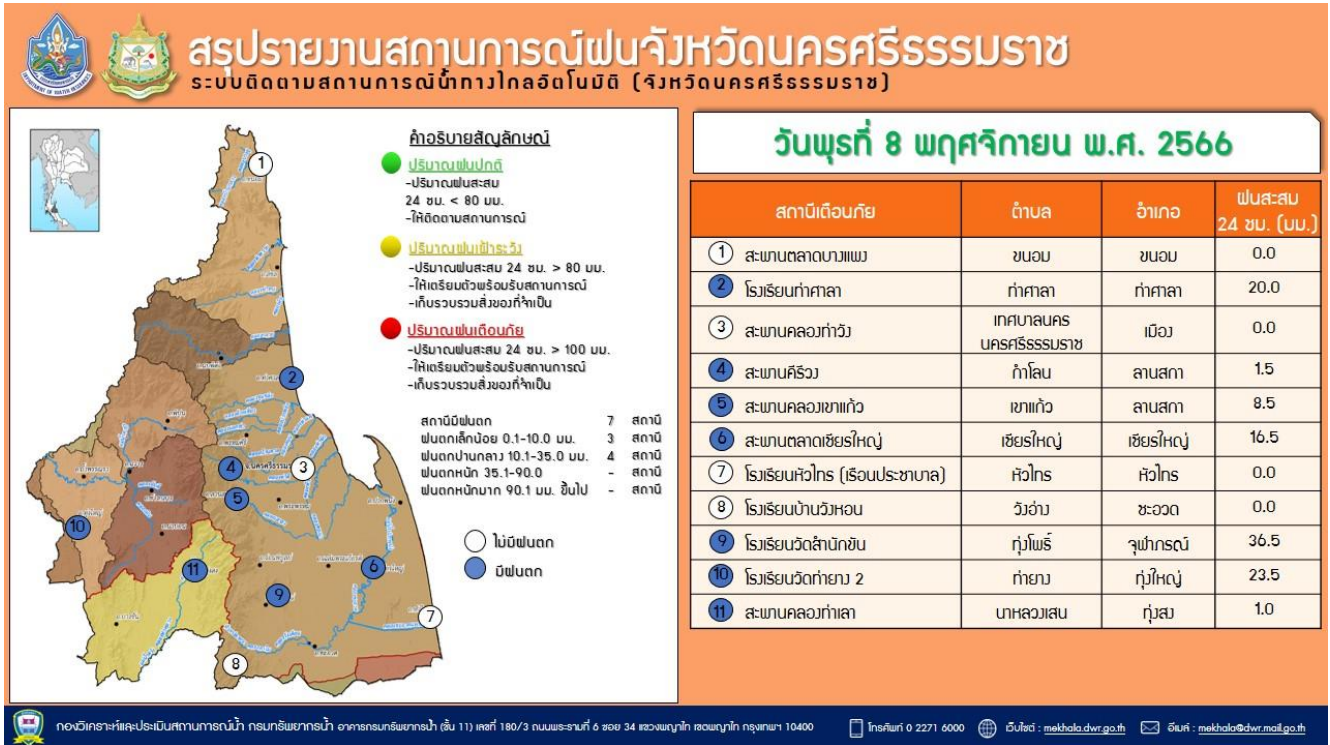 สรุปรายงานสถานการณ์ฝนจังหวัดนครศรีธรรมราช
ระบบติดตามสถานการณ์น้ำทางไกลอัตโนมัติ (จังหวัดนครศรีธรรมราช)
คำอธิบายสัญลักษณ์
ปริมาณฝนปกติ
-ปริมาณฝนสะสม
24 ชม. < 80 มม.
-ให้ติดตามสถานการณ์
ปริมาณฝนเฝ้าระวัง
-ปริมาณฝนสะสม 24 ชม. > 80 มม.
-ให้เตรียมตัวพร้อมรับสถานการณ์
-เก็บรวบรวมสิ่งของที่จำเป็น
ปริมาณฝนเตือนภัย
-ปริมาณฝนสะสม 24 ชม. > 100 มม.
-ให้เตรียมตัวพร้อมรับสถานการณ์
-เก็บรวบรวมสิ่งของที่จำเป็น
สถานีมีฝนตก 7 สถานี
ฝนตกเล็กน้อย 0.1-10.0 มม. 3 สถานี
ฝนตกปานกลาง 10.1-35.0 มม. 4 สถานี
ฝนตกหนัก 35.1-90.0 - สถานี
ฝนตกหนักมาก 90.1 มม. ขึ้นไป - สถานี
ไม่มีฝนตก
มีฝนตก
1
2
3
4
5
6
7
8
9
10
11
วันพุธที่ 8 พฤศจิกายน พ.ศ. 2566
สถานีเตือนภัย ตำบล อำเภอ ฝนสะสม
24 ชม. (มม.)
1 สะพานตลาดบางแพง ขนอม ขนอม 0.0
2 โรงเรียนท่าศาลา ท่าศาลา ท่าศาลา 20.0
3 สะพานคลองท่าวัง เทศบาลนคร
นครศรีธรรมราช เมือง 0.0
4 สะพานคีรีวง กำโลน ลานสกา 1.5
5 สะพานคลองเขาแก้ว เขาแก้ว ลานสกา 8.5
6 สะพานตลาดเชียรใหญ่ เชียรใหญ่ เชียรใหญ่ 16.5
7 โรงเรียนหัวไทร (เรือนประชาบาล) หัวไทร หัวไทร 0.0
8 โรงเรียนบ้านวังหอน วังอ่าง ชะอวด 0.0
9 โรงเรียนวัดสำนักขัน ทุ่งโพธิ์ จุฬาภรณ์ 36.5
10 โรงเรียนวัดท่ายาง 2 ท่ายาง ทุ่งใหญ่ 23.5
11 สะพานคลองท่าเลา นาหลวงเสน ทุ่งสง 1.0
กองวิเคราะห์และประเมินสถานการณ์น้ำ กรมทรัพยากรน้ำ อาคารกรมทรัพยากรน้ำ (ชั้น 11) เลขที่ 180/3 ถนนพระรามที่ 6 ซอย 34 แขวงพญาไท เขตพญาไท กรุงเทพฯ 10400 โทรศัพท์ 0 2271 6000 เว็บไซต์ : mekhala.dwr.go.th อีเมล์ : mekhala@dwr.mail.go.th